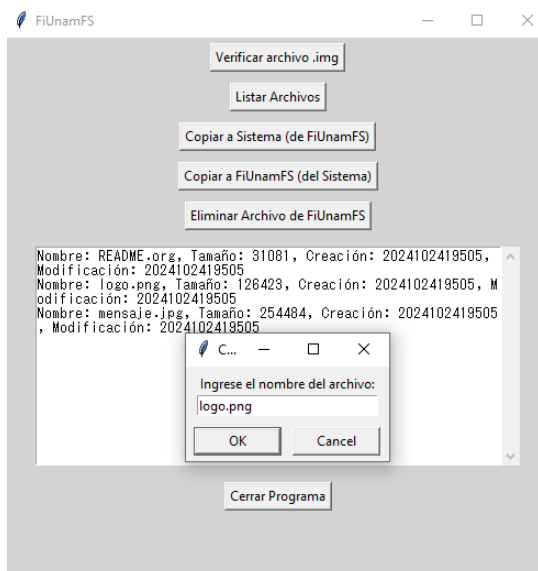 FiUnamFS
Verificar archivo .img
Listar Archivos
Copiar a Sistema (de FiUnamFS)
Copiar a FiUnamFS (del Sistema)
Eliminar Archivo de FiUnamFS
Nombre: README.org, Tamaño: 31081, Creación: 2024102419505,
Modificación: 2024102419505
Nombre: logo.png, Tamaño: 126423, Creación: 2024102419505, M
odificación: 2024102419505
Nombre: mensaje.jpg, Tamaño: 254484, Creación: 2024102419505
, Modificación: 2024102419505
C...
Ingrese el nombre del archivo:
logo.png
OK Cancel
Cerrar Programa